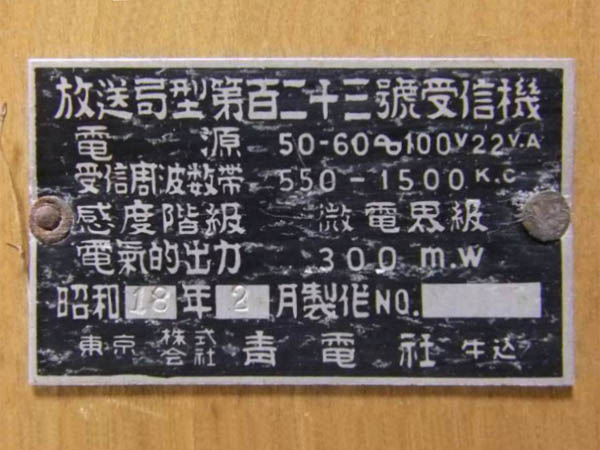 放送局型第百二十三號受信機
電源 50-60∾100V 22V.A
受信周波数帯 550-1500K.C
感度階級 微電界級
電氣的出力 300m.W
昭和18年2月製作NO.
東京 株式会社 青電社 牛込